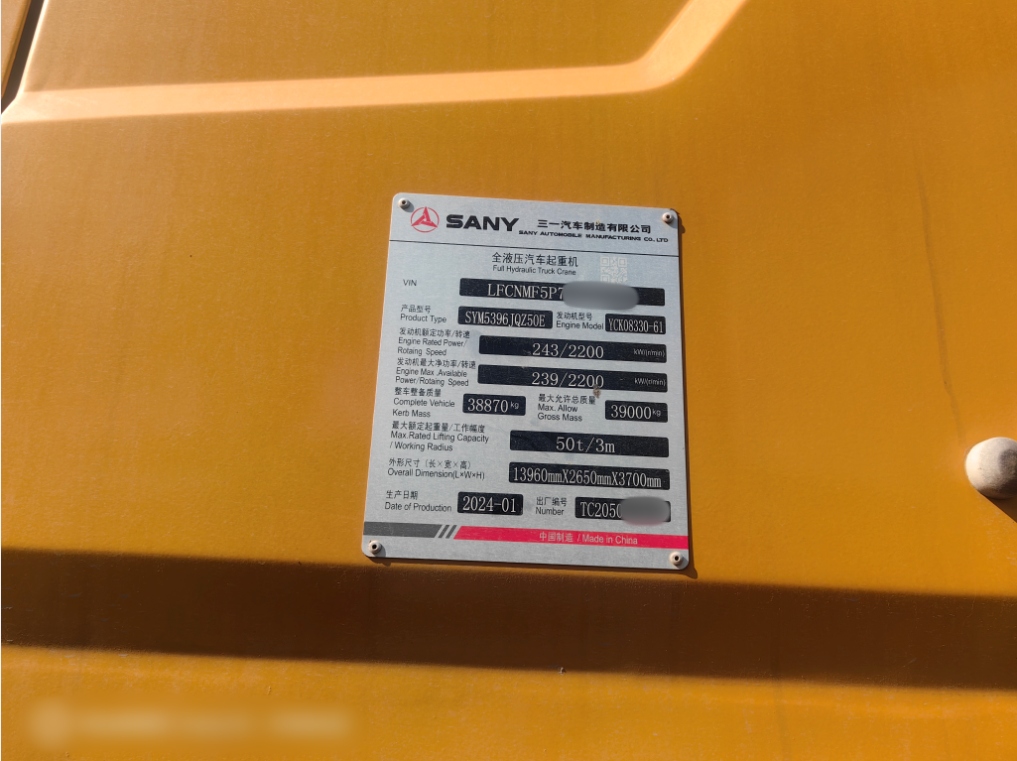 SANY 三一汽车制造有限公司
SANY AUTOMOBILE MANUFACTURING CO., LTD
全液压汽车起重机
Full Hydraulic Truck Crane
VIN LFCNMF5P7
产品型号 发动机型号
Product Type SYM5396JQZ50E Engine Model YCK08330-61
发动机额定功率/转速
Engine Rated Power/
Rotaing Speed 243/2200 kW/(r/min)
发动机最大净功率/转速
Engine Max .Available
Power/Rotaing Speed 239/2200 kW/(r/min)
整车整备质量 最大允许总质量
Complete Vehicle 38870 kg Max. Allow 39000 kg
Kerb Mass Gross Mass
最大额定起重量/工作幅度
Max.Rated Lifting Capacity
/ Working Radius 50t/3m
外形尺寸（长×宽×高）
Overall Dimension(L×W×H) 13960mmX2650mmX3700mm
生产日期 出厂编号
Date of Production 2024-01 Number TC2050
中国制造 / Made in China